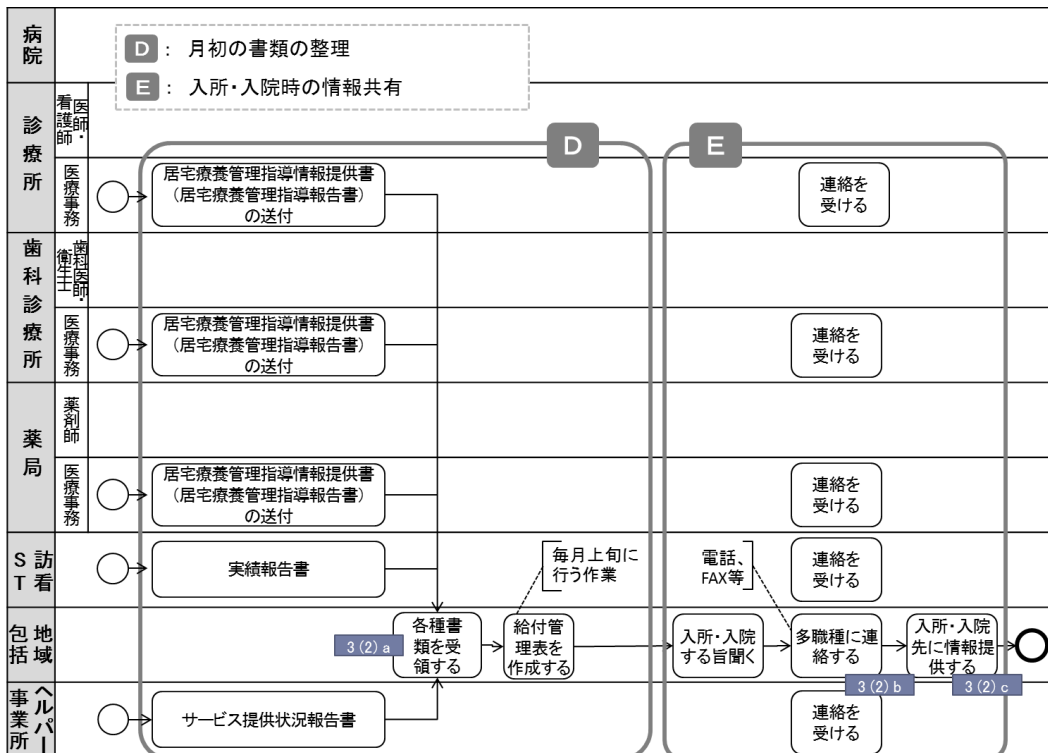 病院
D : 月初の書類の整理
E : 入所・入院時の情報共有
D
E
診療所
医師・
看護師
医療事務
居宅療養管理指導情報提供書
(居宅療養管理指導報告書)
の送付
連絡を
受ける
歯科診療所
歯科医師・
衛生士
医療事務
居宅療養管理指導情報提供書
(居宅療養管理指導報告書)
の送付
連絡を
受ける
薬局
薬剤師
医療事務
居宅療養管理指導情報提供書
(居宅療養管理指導報告書)
の送付
連絡を
受ける
訪看
ST
実績報告書
毎月上旬に
行う作業
電話、
FAX等
連絡を
受ける
地域
包括
3(2)a
各種書
類を受
領する
給付管
理表を
作成する
入所・入院
する旨聞く
多職種に連
絡する
3(2)b
入所・入院
先に情報提
供する
3(2)c
ヘルパー
事業所
サービス提供状況報告書
連絡を
受ける